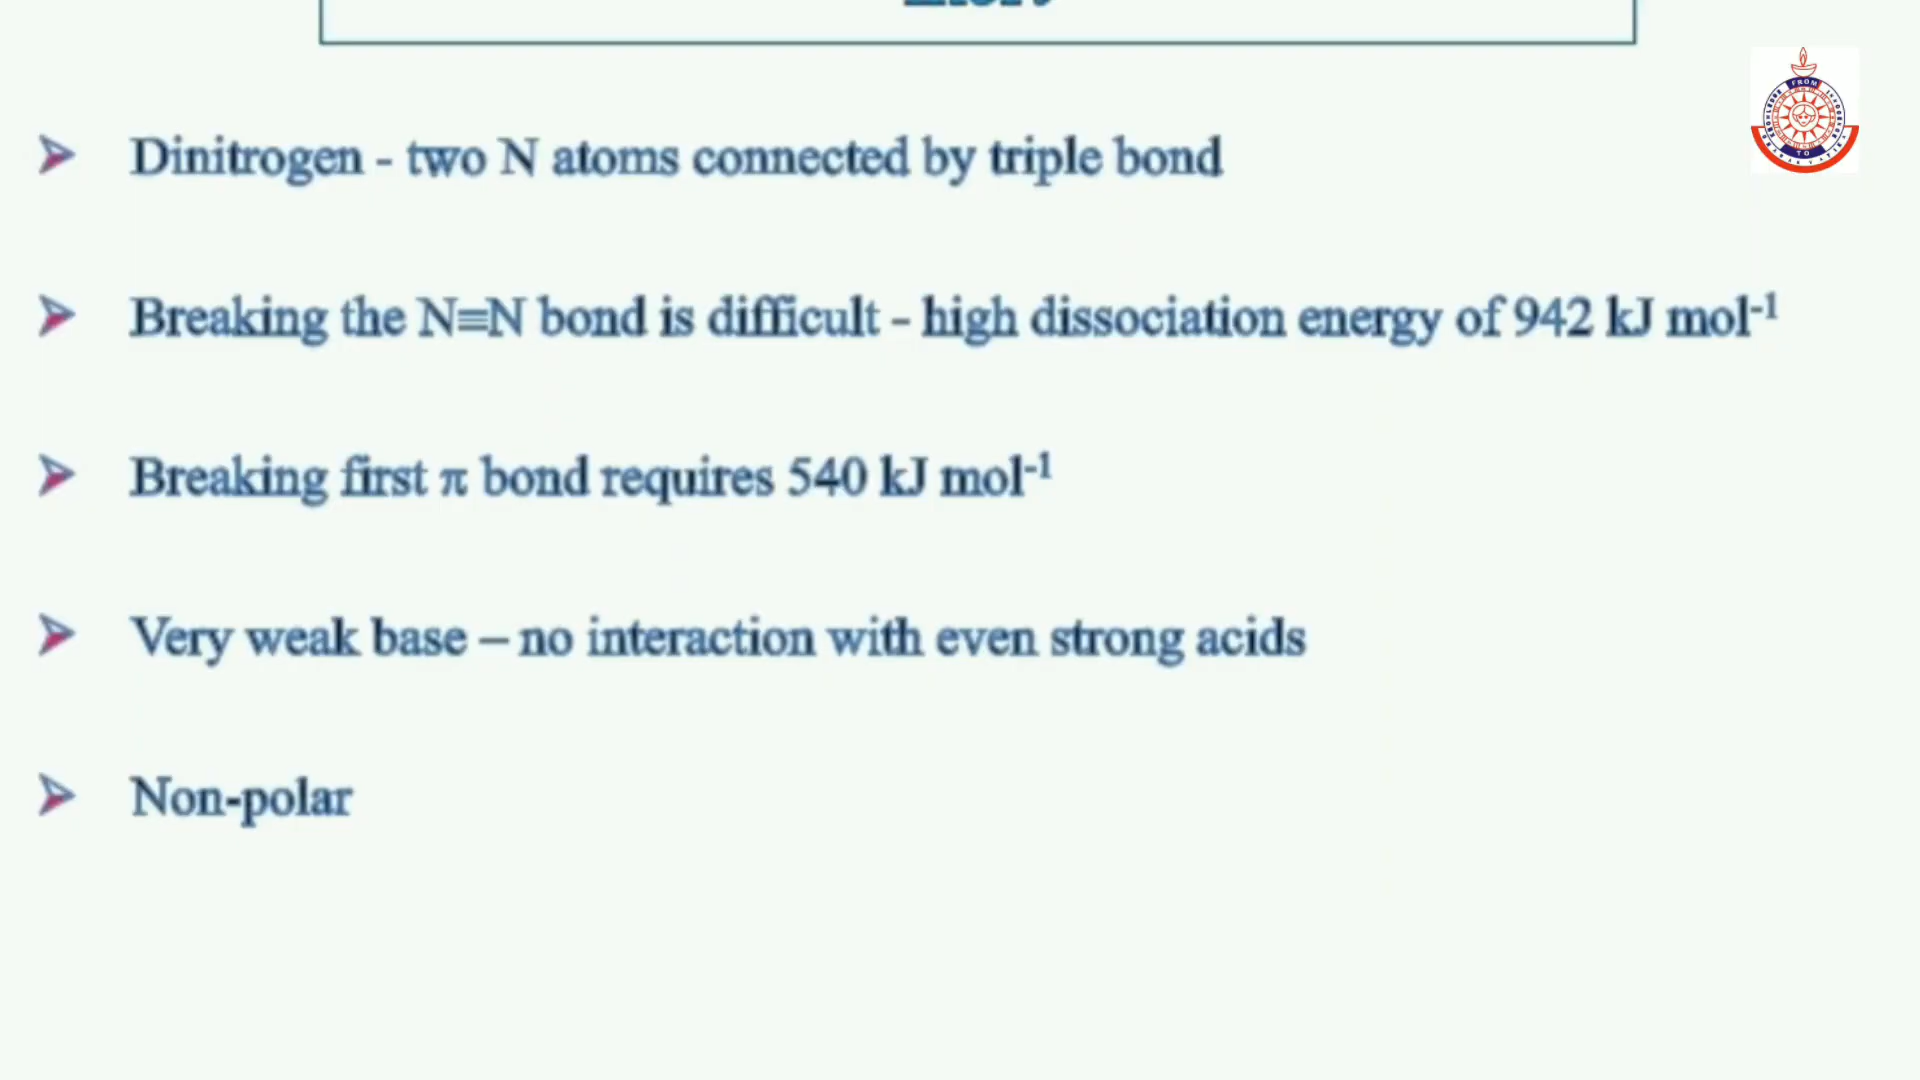 Dinitrogen - two N atoms connected by triple bond
Breaking the N≡N bond is difficult - high dissociation energy of 942 kJ mol⁻¹
Breaking first π bond requires 540 kJ mol⁻¹
Very weak base – no interaction with even strong acids
Non-polar